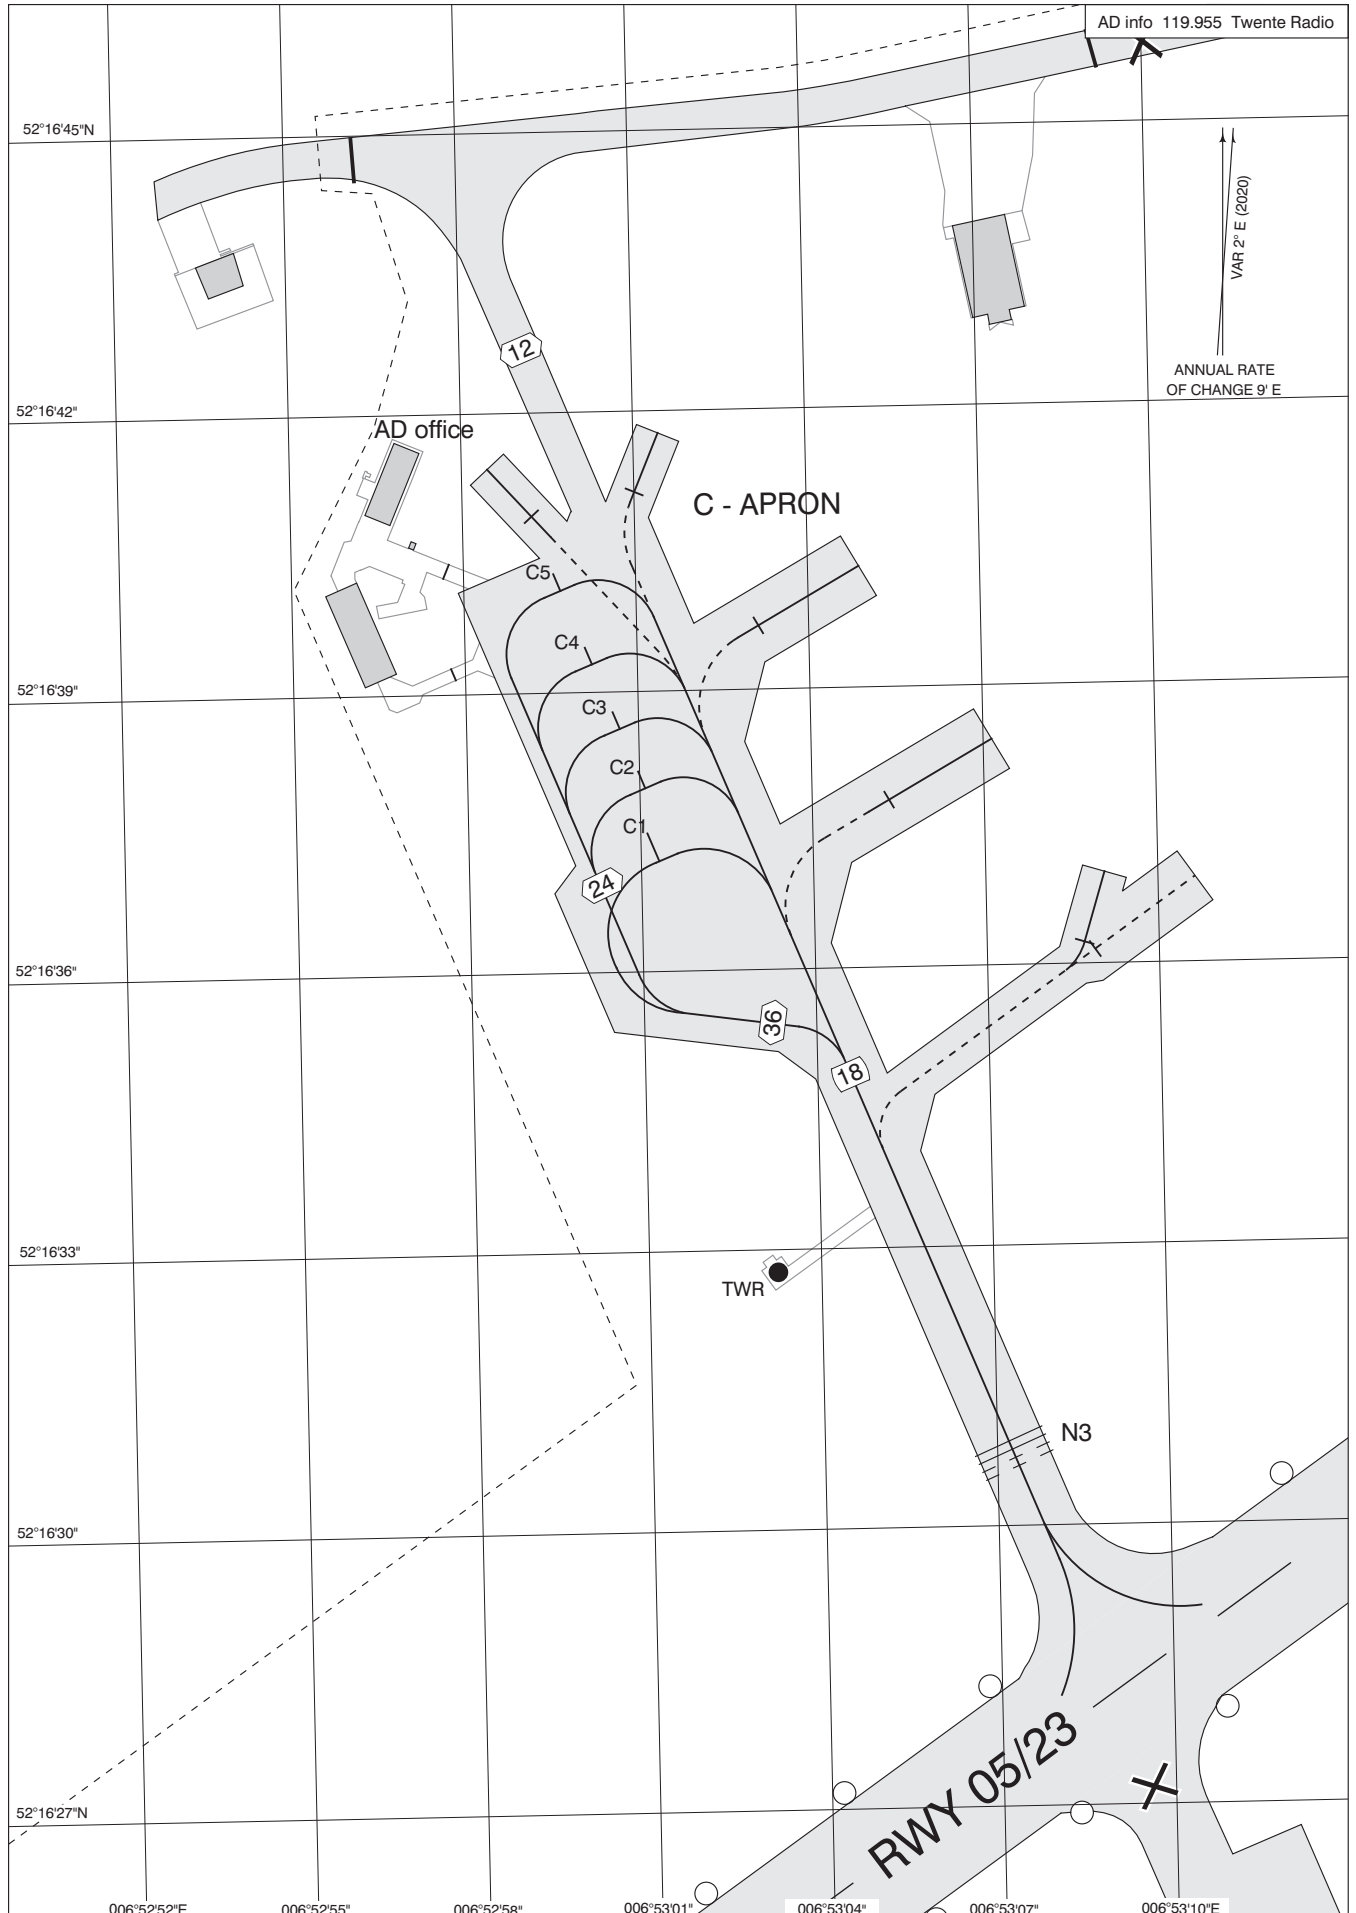 AD info 119.955 Twente Radio
52°16'45"N
VAR 2° E (2020)
12
ANNUAL RATE
OF CHANGE 9' E
52°16'42"
AD office
C - APRON
C5
C4
52°16'39"
C3
C2
C1
24
52°16'36"
36
18
52°16'33"
TWR
N3
52°16'30"
RWY 05/23
52°16'27"N
006°52'52"E
006°52'55"
006°52'58"
006°53'01"
006°53'04"
006°53'07"
006°53'10"E